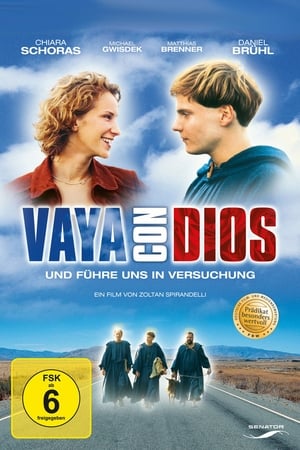 CHIARA
SCHORAS
MICHAEL
GWISDEK
MATTHIAS
BRENNER
DANIEL
BRÜHL
VAYA CON DIOS
UND FÜHRE UNS IN VERSUCHUNG
EIN FILM VON ZOLTAN SPIRANDELLI
Prädikat
besonders
wertvoll
FSK
ab
6
freigegeben
SENATOR